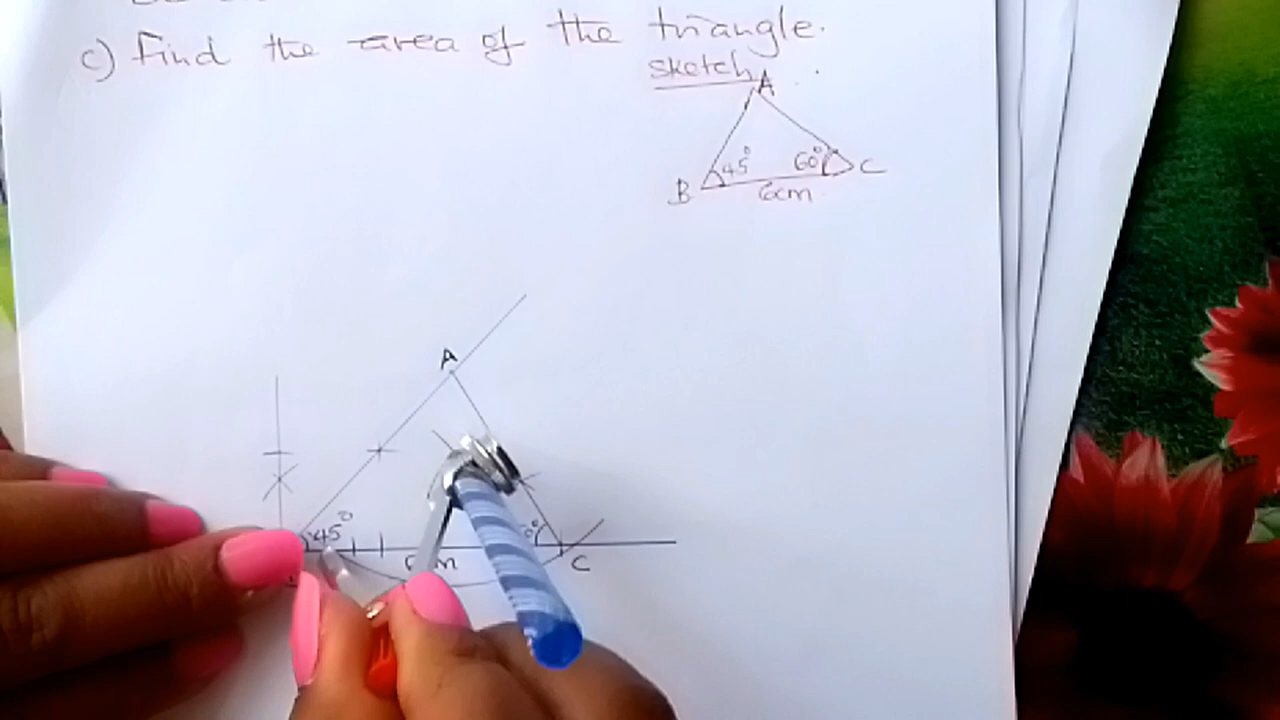 c) Find the area of the triangle.
sketch
A
45° 60°
B C
6cm
A
45°
C